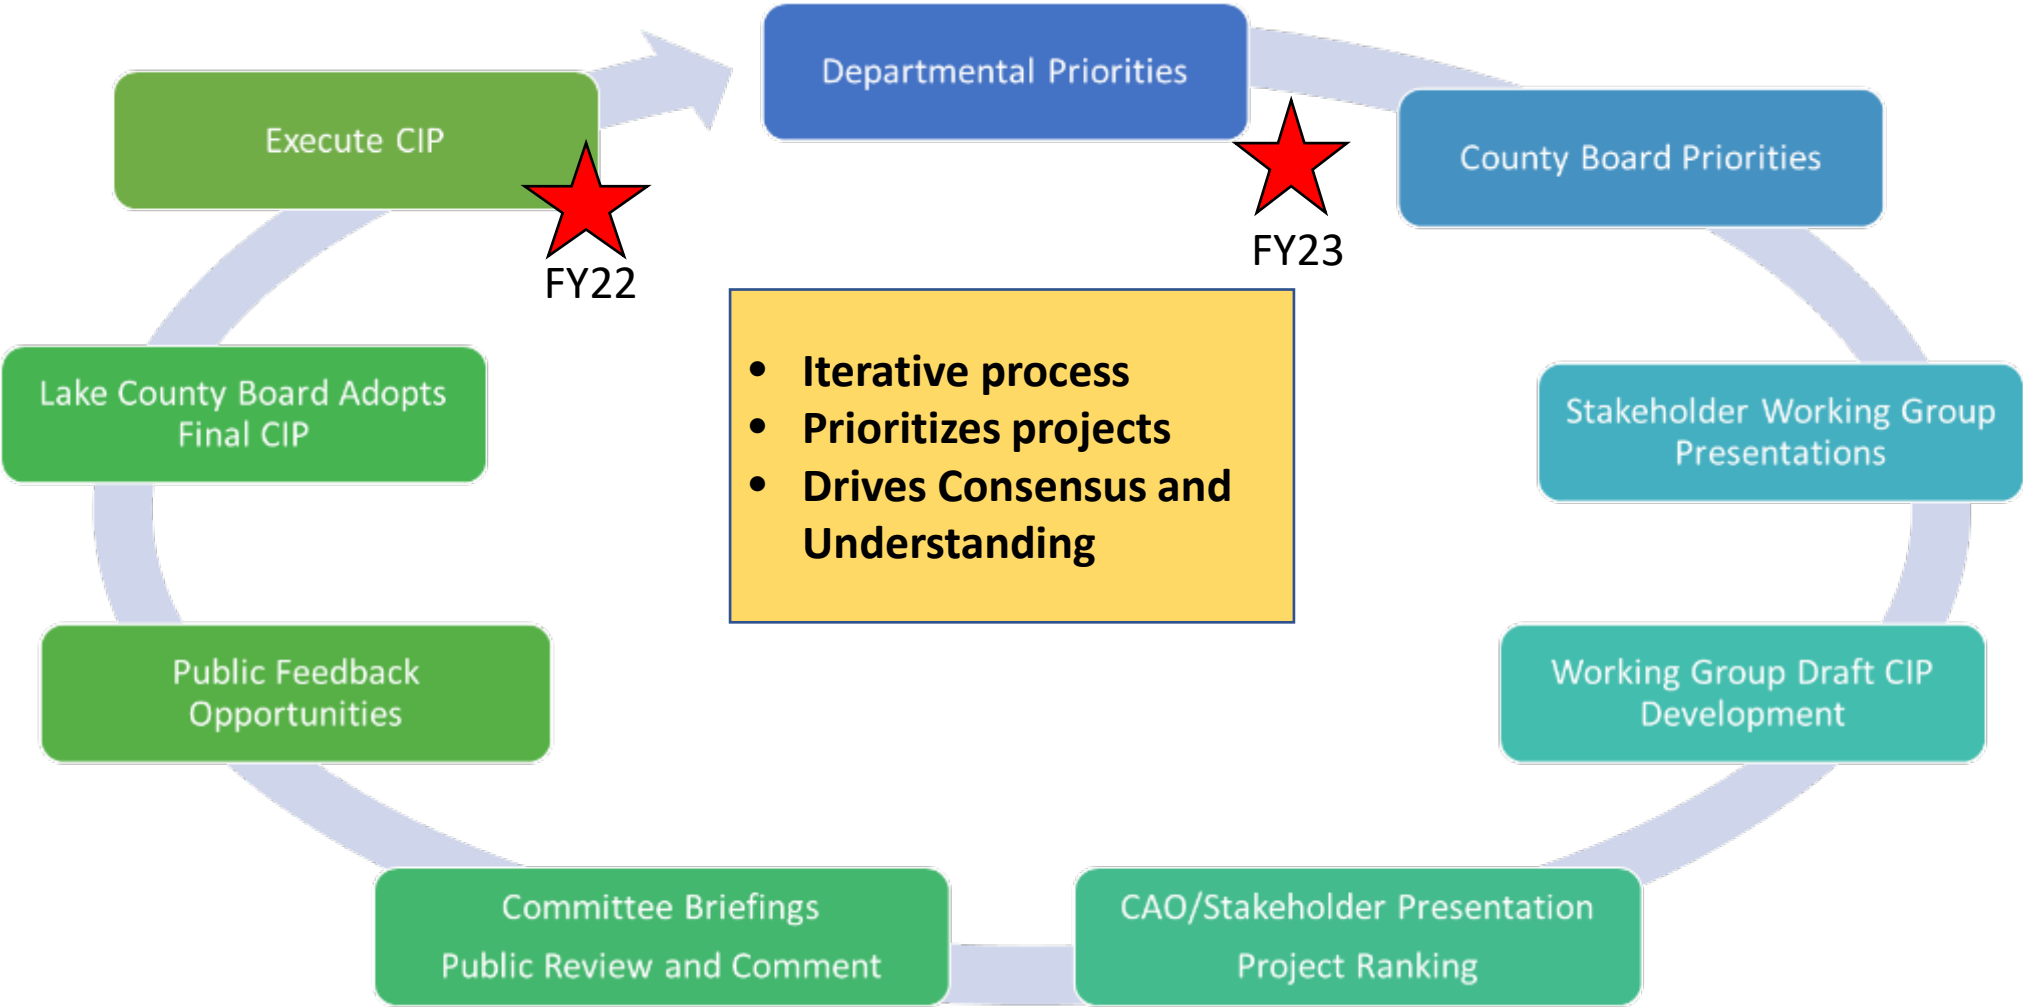 Departmental Priorities
County Board Priorities
Stakeholder Working Group
Presentations
Working Group Draft CIP
Development
CAO/Stakeholder Presentation
Project Ranking
Committee Briefings
Public Review and Comment
Public Feedback
Opportunities
Lake County Board Adopts
Final CIP
Execute CIP
FY22
FY23
• Iterative process
• Prioritizes projects
• Drives Consensus and
Understanding